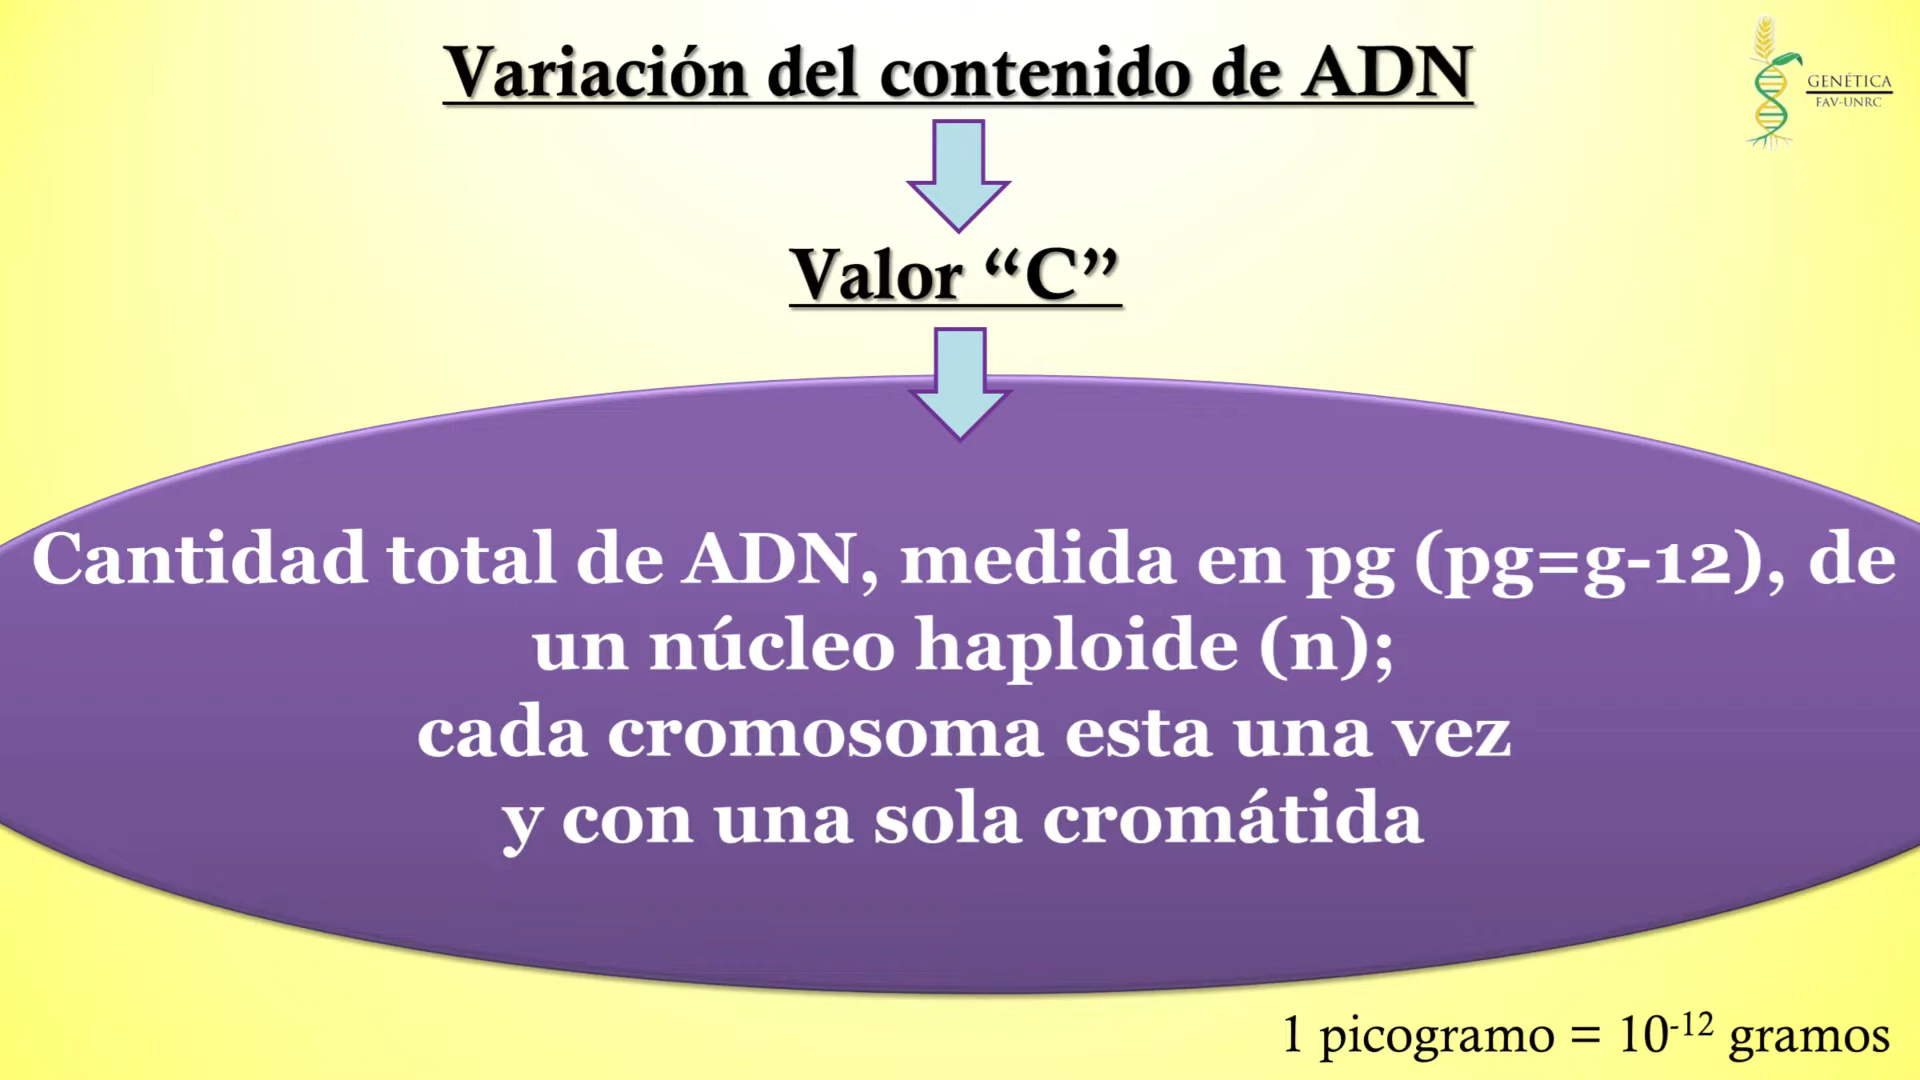 Variación del contenido de ADN
GENÉTICA
FAV-UNRC
Valor “C”
Cantidad total de ADN, medida en pg (pg=g-12), de
un núcleo haploide (n);
cada cromosoma esta una vez
y con una sola cromátida
1 picogramo = 10⁻¹² gramos